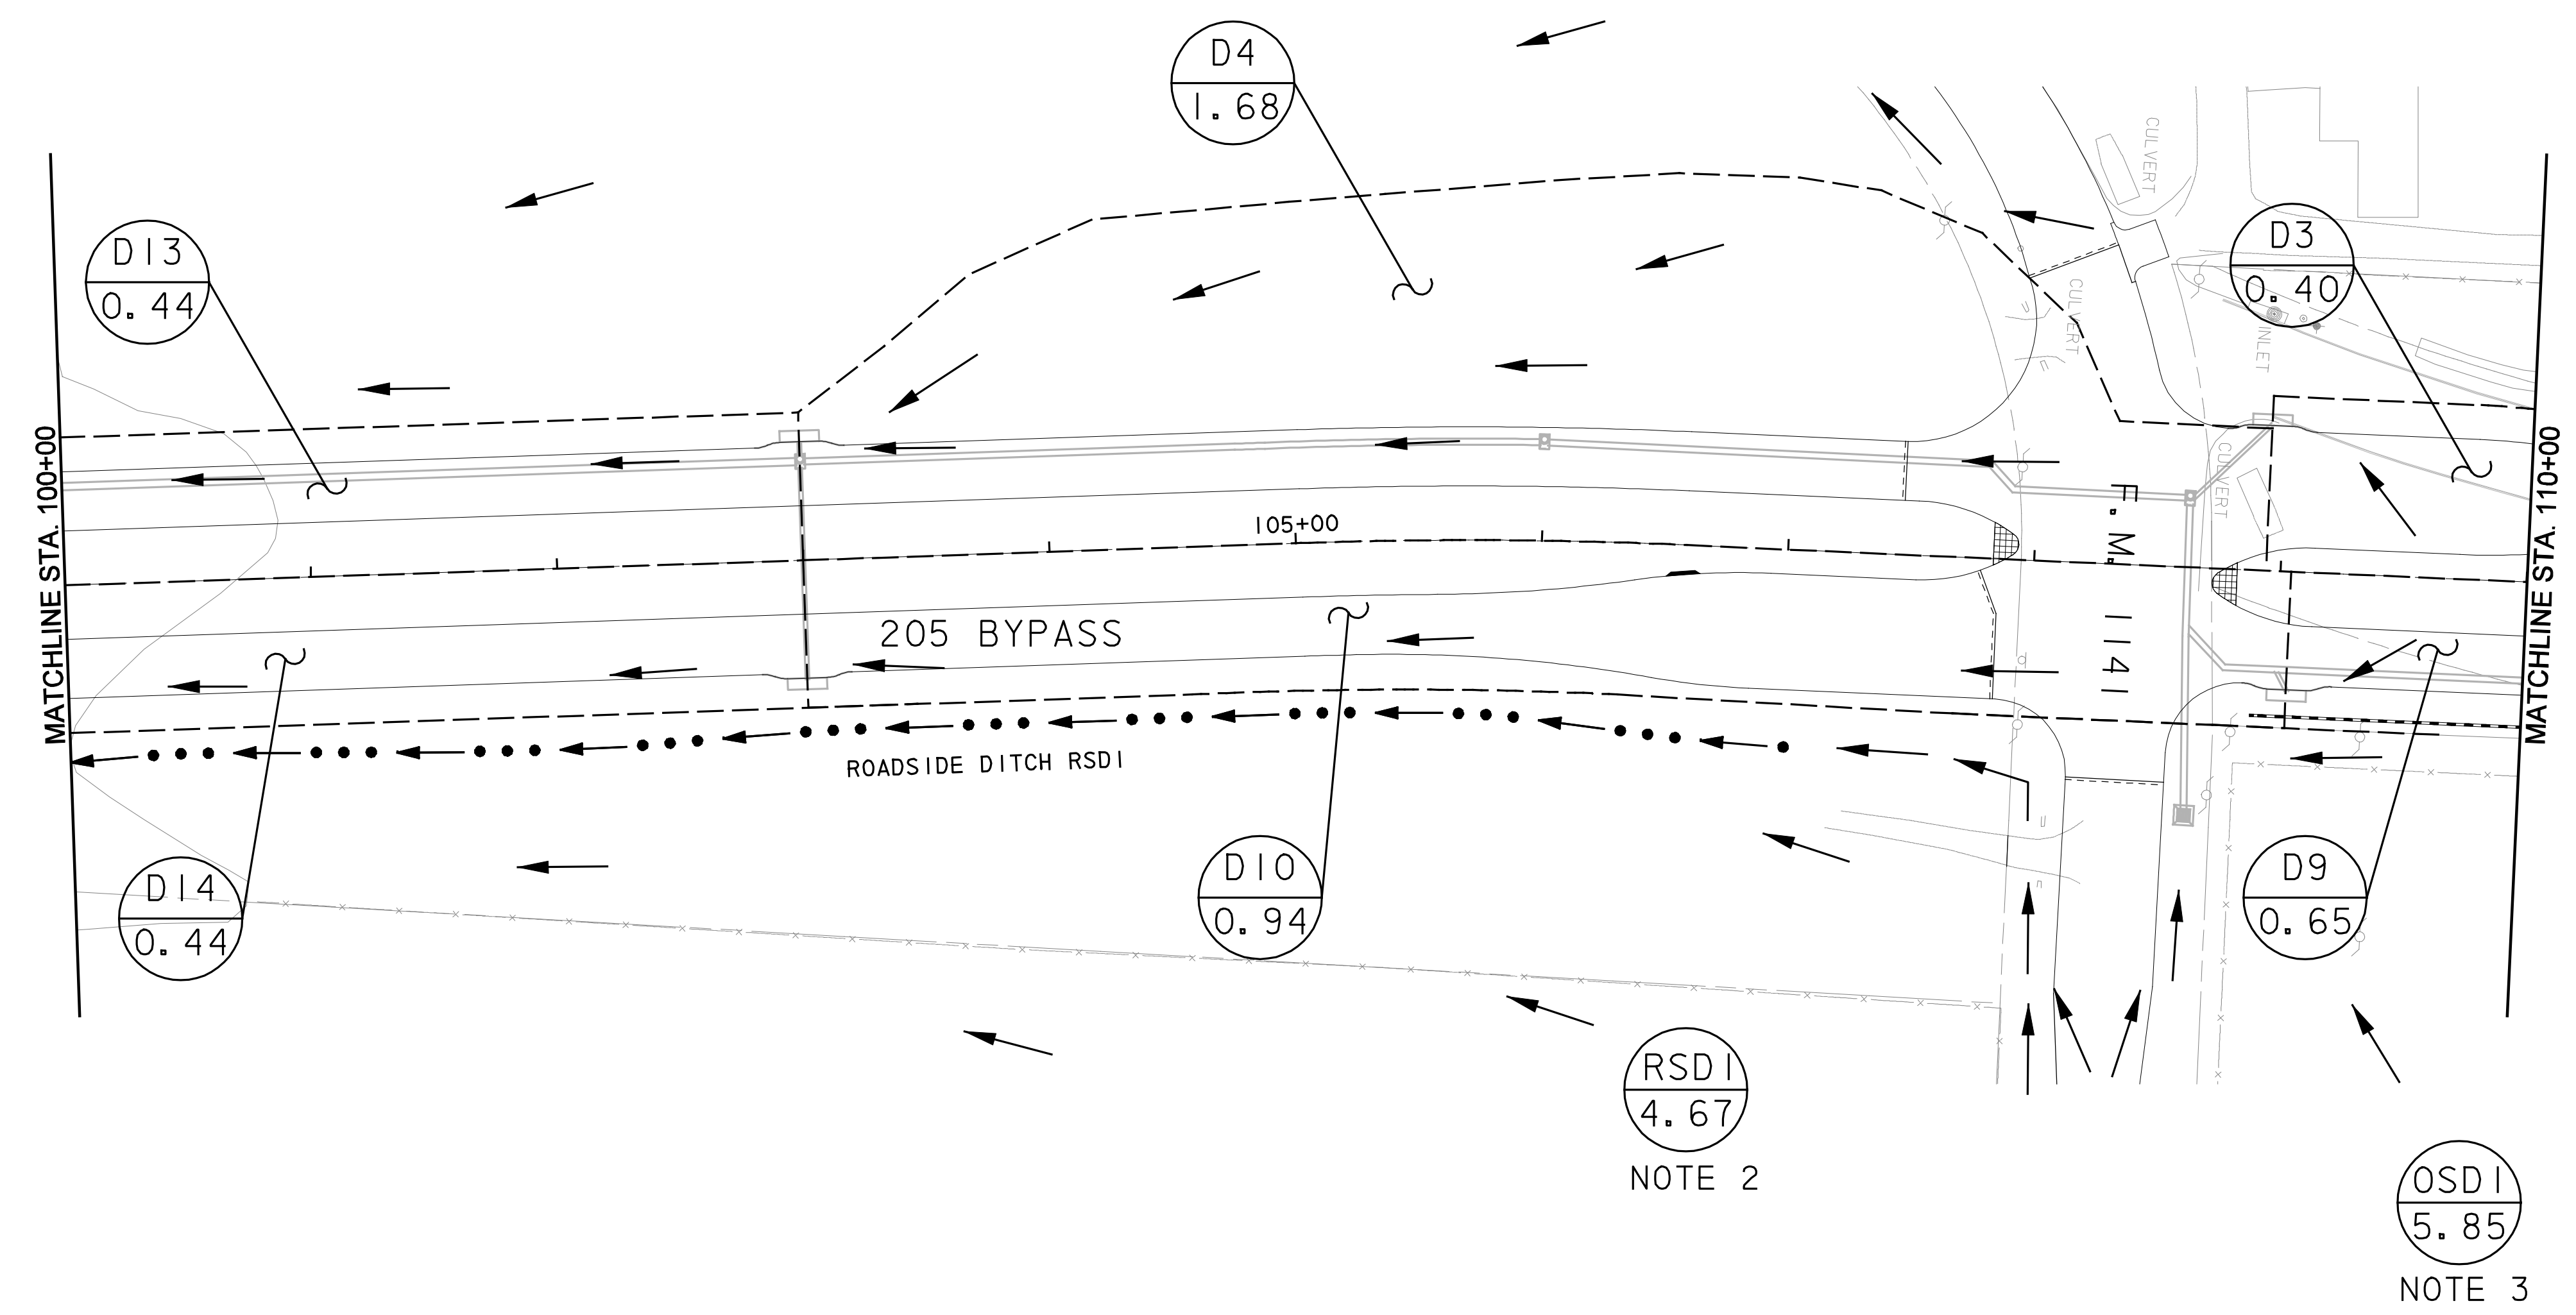 D4
1.68
D13
0.44
D3
0.40
CULVERT
CULVERT
INLET
CULVERT
MATCHLINE STA. 100+00
MATCHLINE STA. 110+00
105+00
F. M. 1141
205 BYPASS
ROADSIDE DITCH RSD1
D14
0.44
D10
0.94
D9
0.65
RSD1
4.67
NOTE 2
OSD1
5.85
NOTE 3